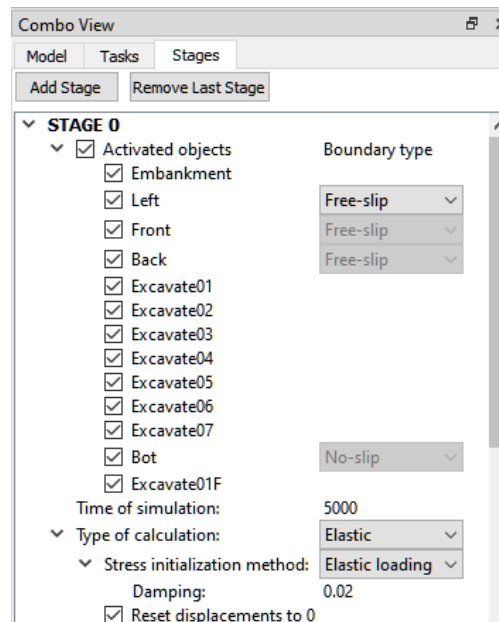 Combo View
Model Tasks Stages
Add Stage Remove Last Stage
STAGE 0
Activated objects Boundary type
Embankment
Left Free-slip
Front Free-slip
Back Free-slip
Excavate01
Excavate02
Excavate03
Excavate04
Excavate05
Excavate06
Excavate07
Bot No-slip
Excavate01F
Time of simulation: 5000
Type of calculation: Elastic
Stress initialization method: Elastic loading
Damping: 0.02
Reset displacements to 0